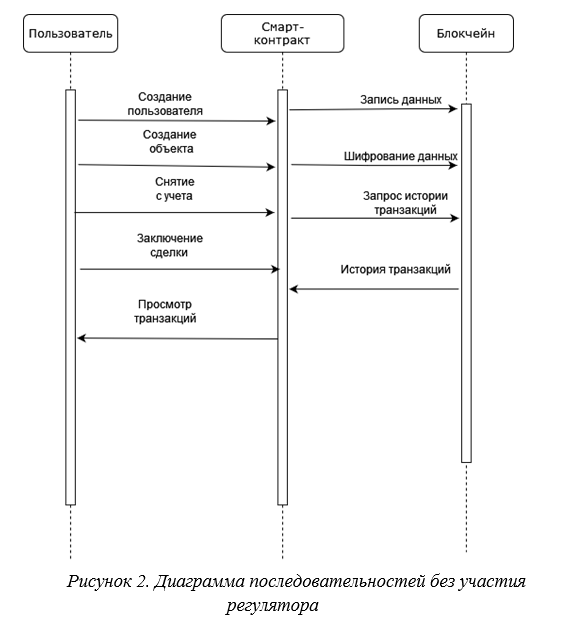 Пользователь
Смарт-
контракт
Блокчейн
Создание
пользователя
Запись данных
Создание
объекта
Шифрование данных
Снятие
с учета
Запрос истории
транзакций
Заключение
сделки
История транзакций
Просмотр
транзакций
Рисунок 2. Диаграмма последовательностей без участия
регулятора